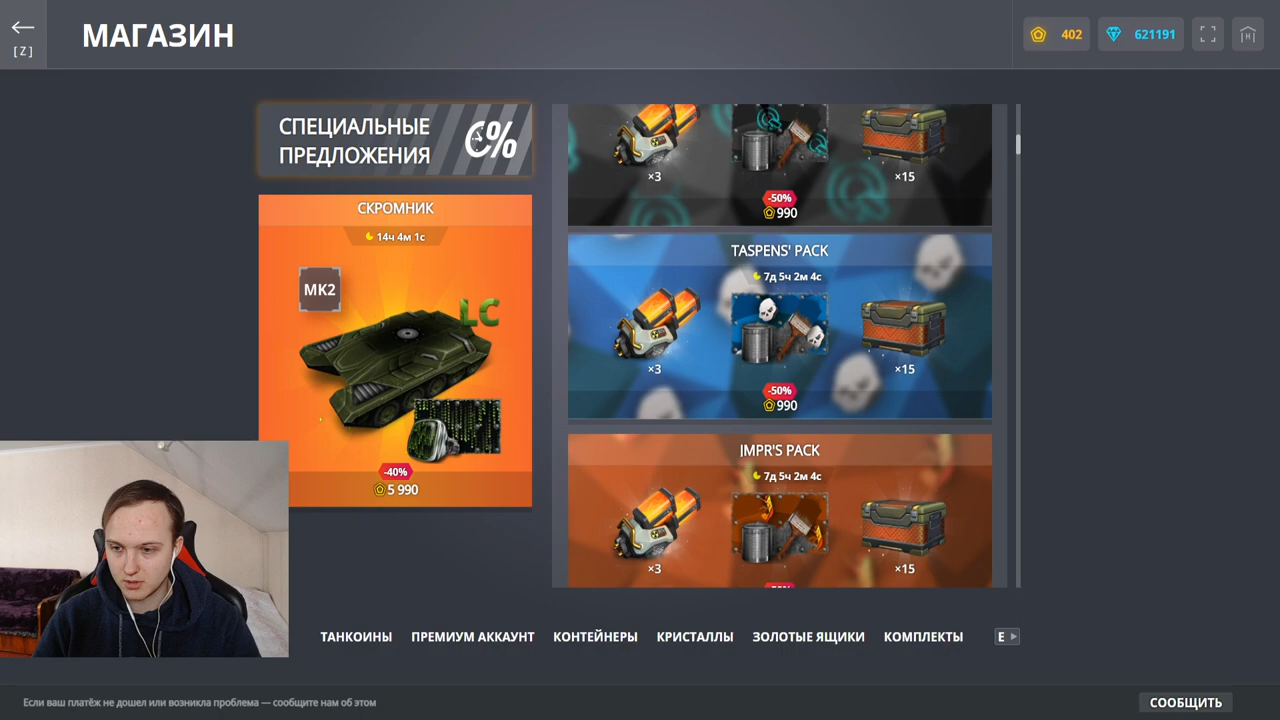 [Z]
МАГАЗИН
402
621191
[H]
СПЕЦИАЛЬНЫЕ
ПРЕДЛОЖЕНИЯ
%
СКРОМНИК
14ч 4м 1с
МК2
LC
-40%
5 990
×3
×15
-50%
990
TASPENS' PACK
7д 5ч 2м 4с
×3
×15
-50%
990
JMPR'S PACK
7д 5ч 2м 4с
×3
×15
ТАНКОИНЫ
ПРЕМИУМ АККАУНТ
КОНТЕЙНЕРЫ
КРИСТАЛЛЫ
ЗОЛОТЫЕ ЯЩИКИ
КОМПЛЕКТЫ
E
Если ваш платёж не дошел или возникла проблема — сообщите нам об этом
СООБЩИТЬ